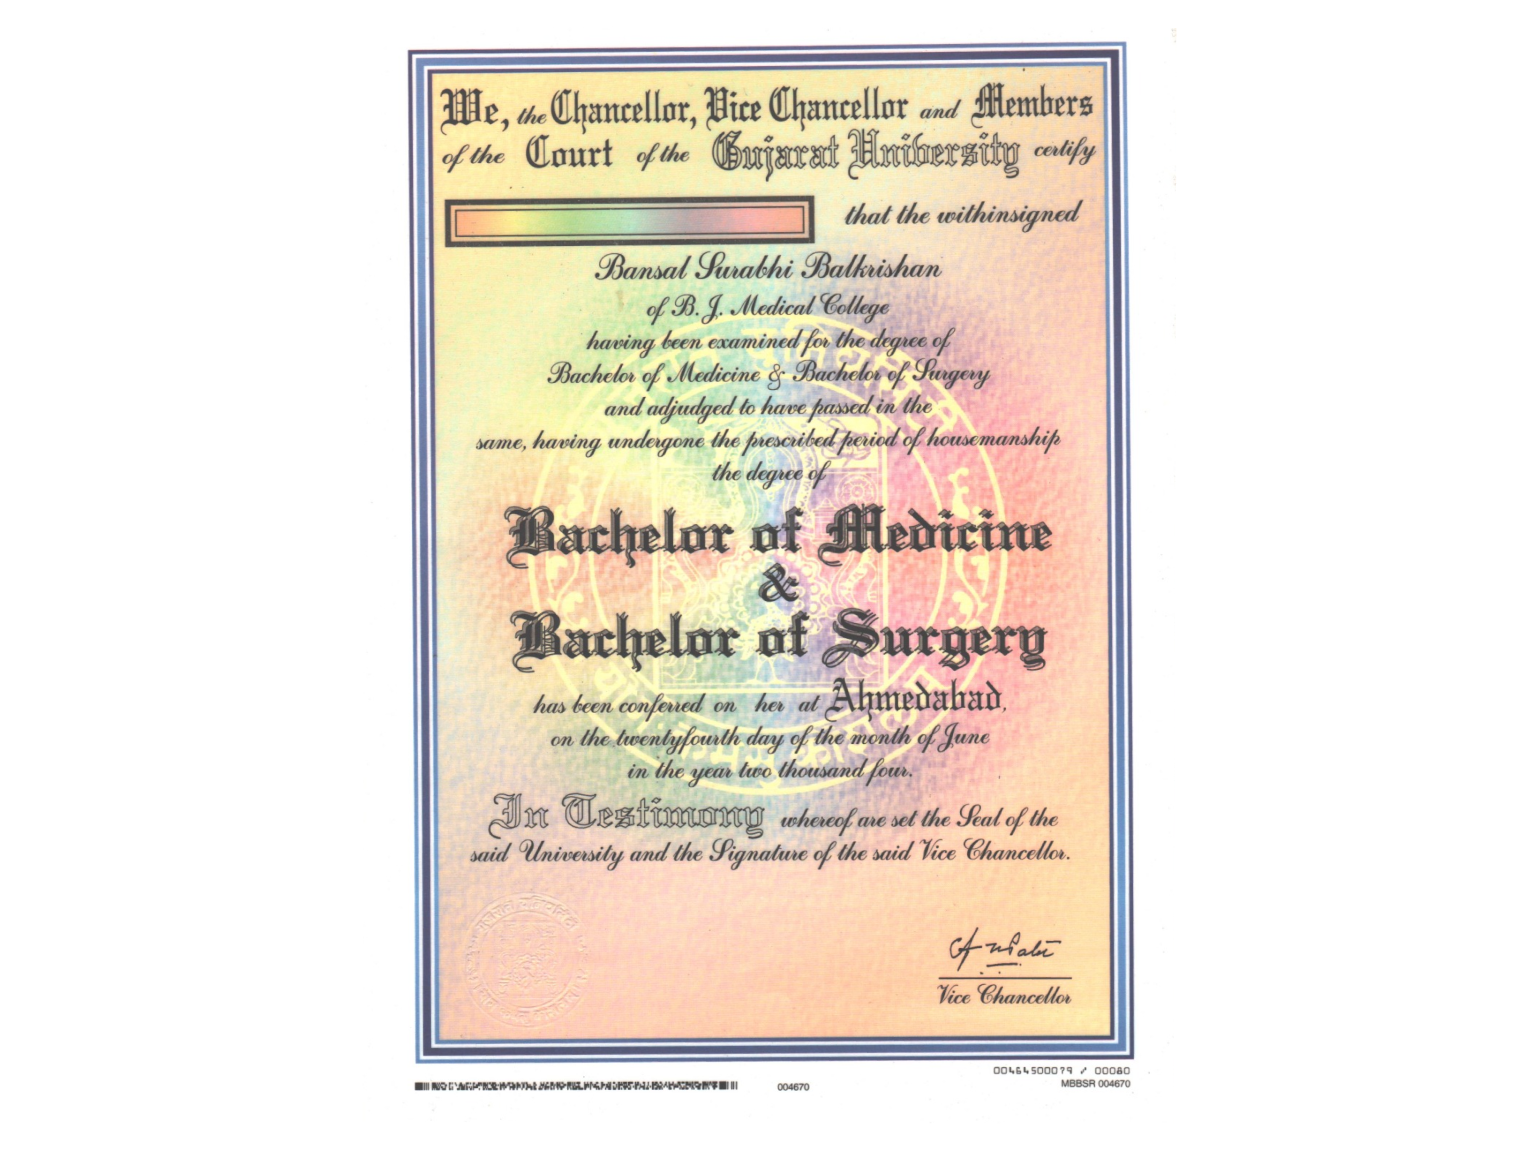 We, the Chancellor, Vice Chancellor and Members
of the Court of the Gujarat University certify
that the withinsigned
Bansal Surabhi Balkrishan
of B. J. Medical College
having been examined for the degree of
Bachelor of Medicine & Bachelor of Surgery
and adjudged to have passed in the
same, having undergone the prescribed period of housemanship
the degree of
Bachelor of Medicine
&
Bachelor of Surgery
has been conferred on her at Ahmedabad,
on the twentyfourth day of the month of June
in the year two thousand four.
In Testimony whereof are set the Seal of the
said University and the Signature of the said Vice Chancellor.
Vice Chancellor
00464500079 / 00080
004670
MBBSR 004670